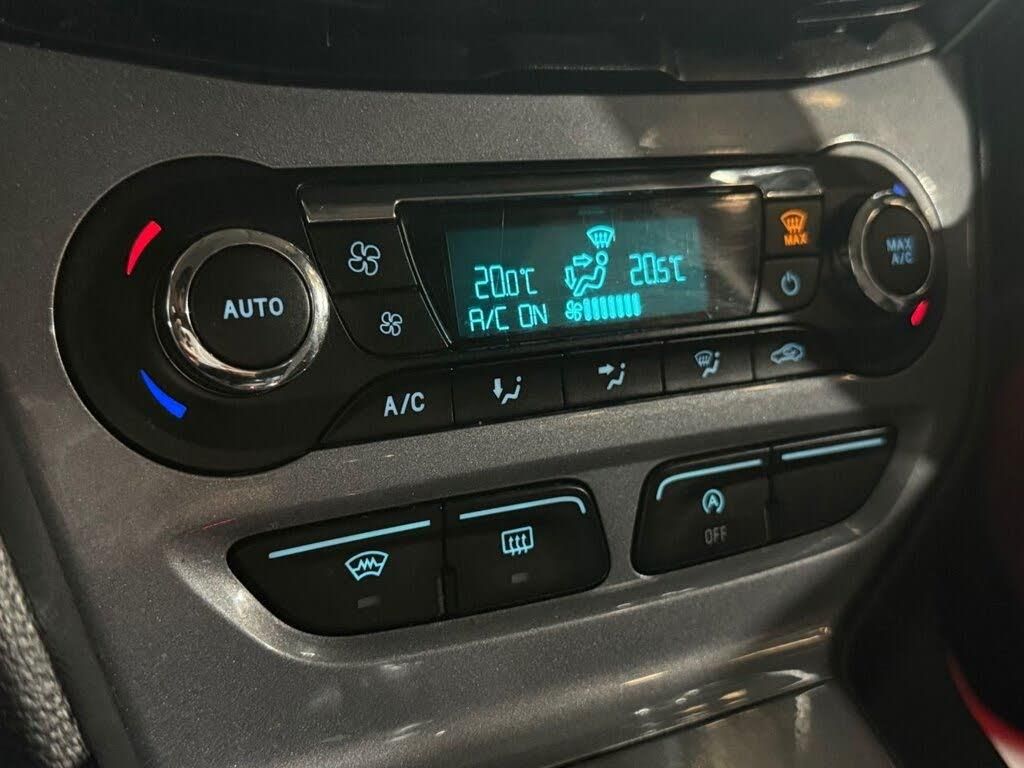 AUTO
20.0°C
20.5°C
A/C ON
MAX
MAX
A/C
A/C
A
OFF